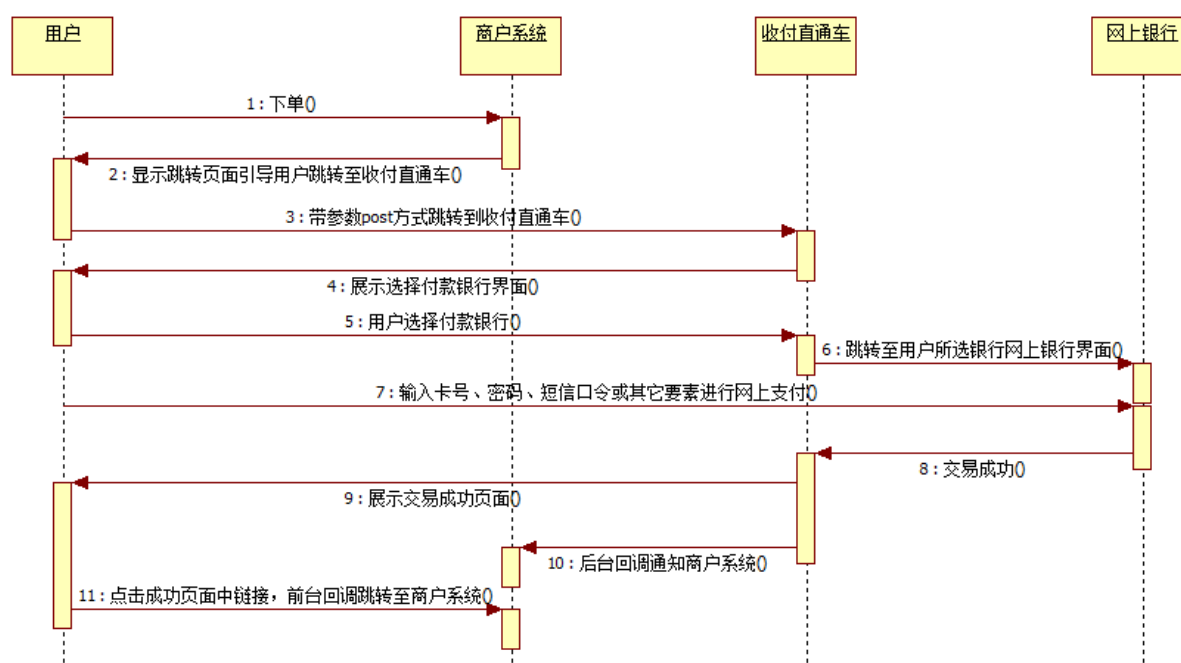 用户
商户系统
收付直通车
网上银行
1 : 下单()
2 : 显示跳转页面引导用户跳转至收付直通车()
3 : 带参数post方式跳转到收付直通车()
4 : 展示选择付款银行界面()
5 : 用户选择付款银行()
6 : 跳转至用户所选银行网上银行界面()
7 : 输入卡号、密码、短信口令或其它要素进行网上支付()
8 : 交易成功()
9 : 展示交易成功页面()
10 : 后台回调通知商户系统()
11 : 点击成功页面中链接，前台回调跳转至商户系统()